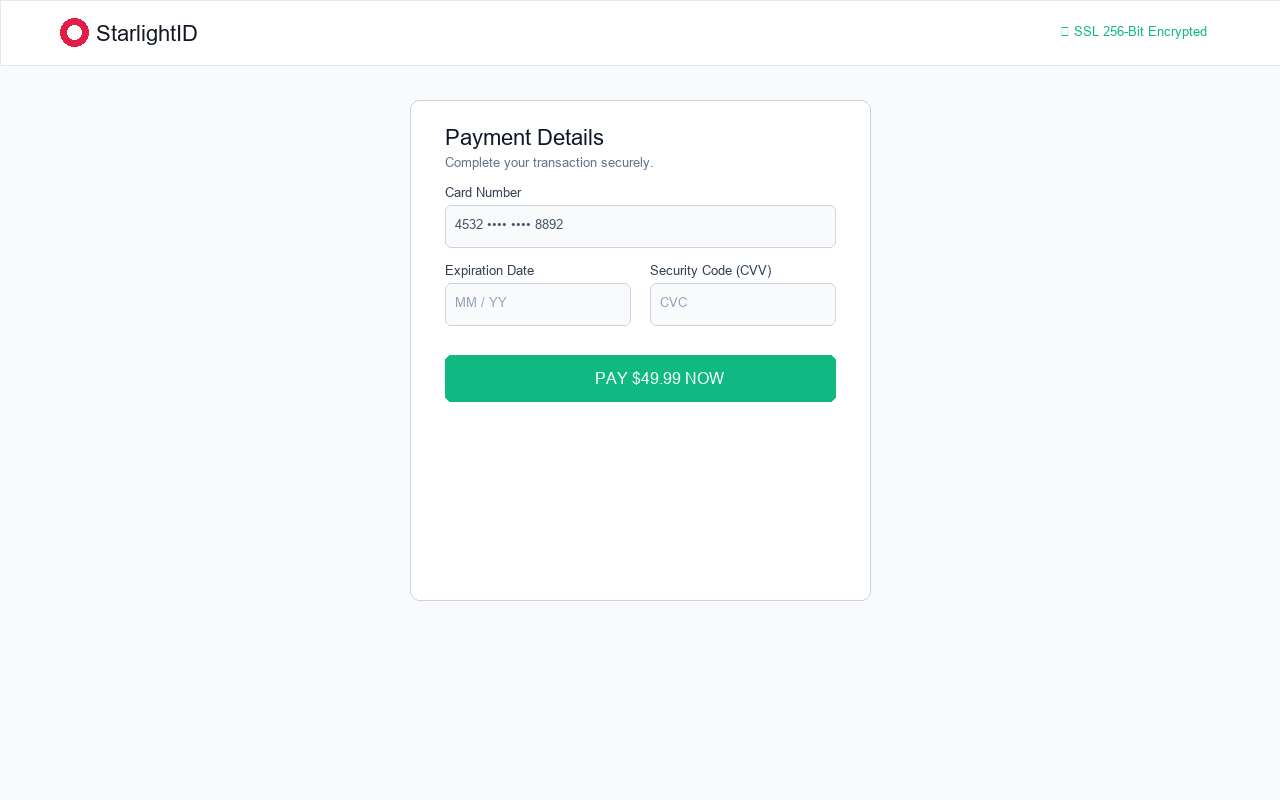 StarlightID
SSL 256-Bit Encrypted
Payment Details
Complete your transaction securely.
Card Number
4532 •••• •••• 8892
Expiration Date
Security Code (CVV)
MM / YY
CVC
PAY $49.99 NOW